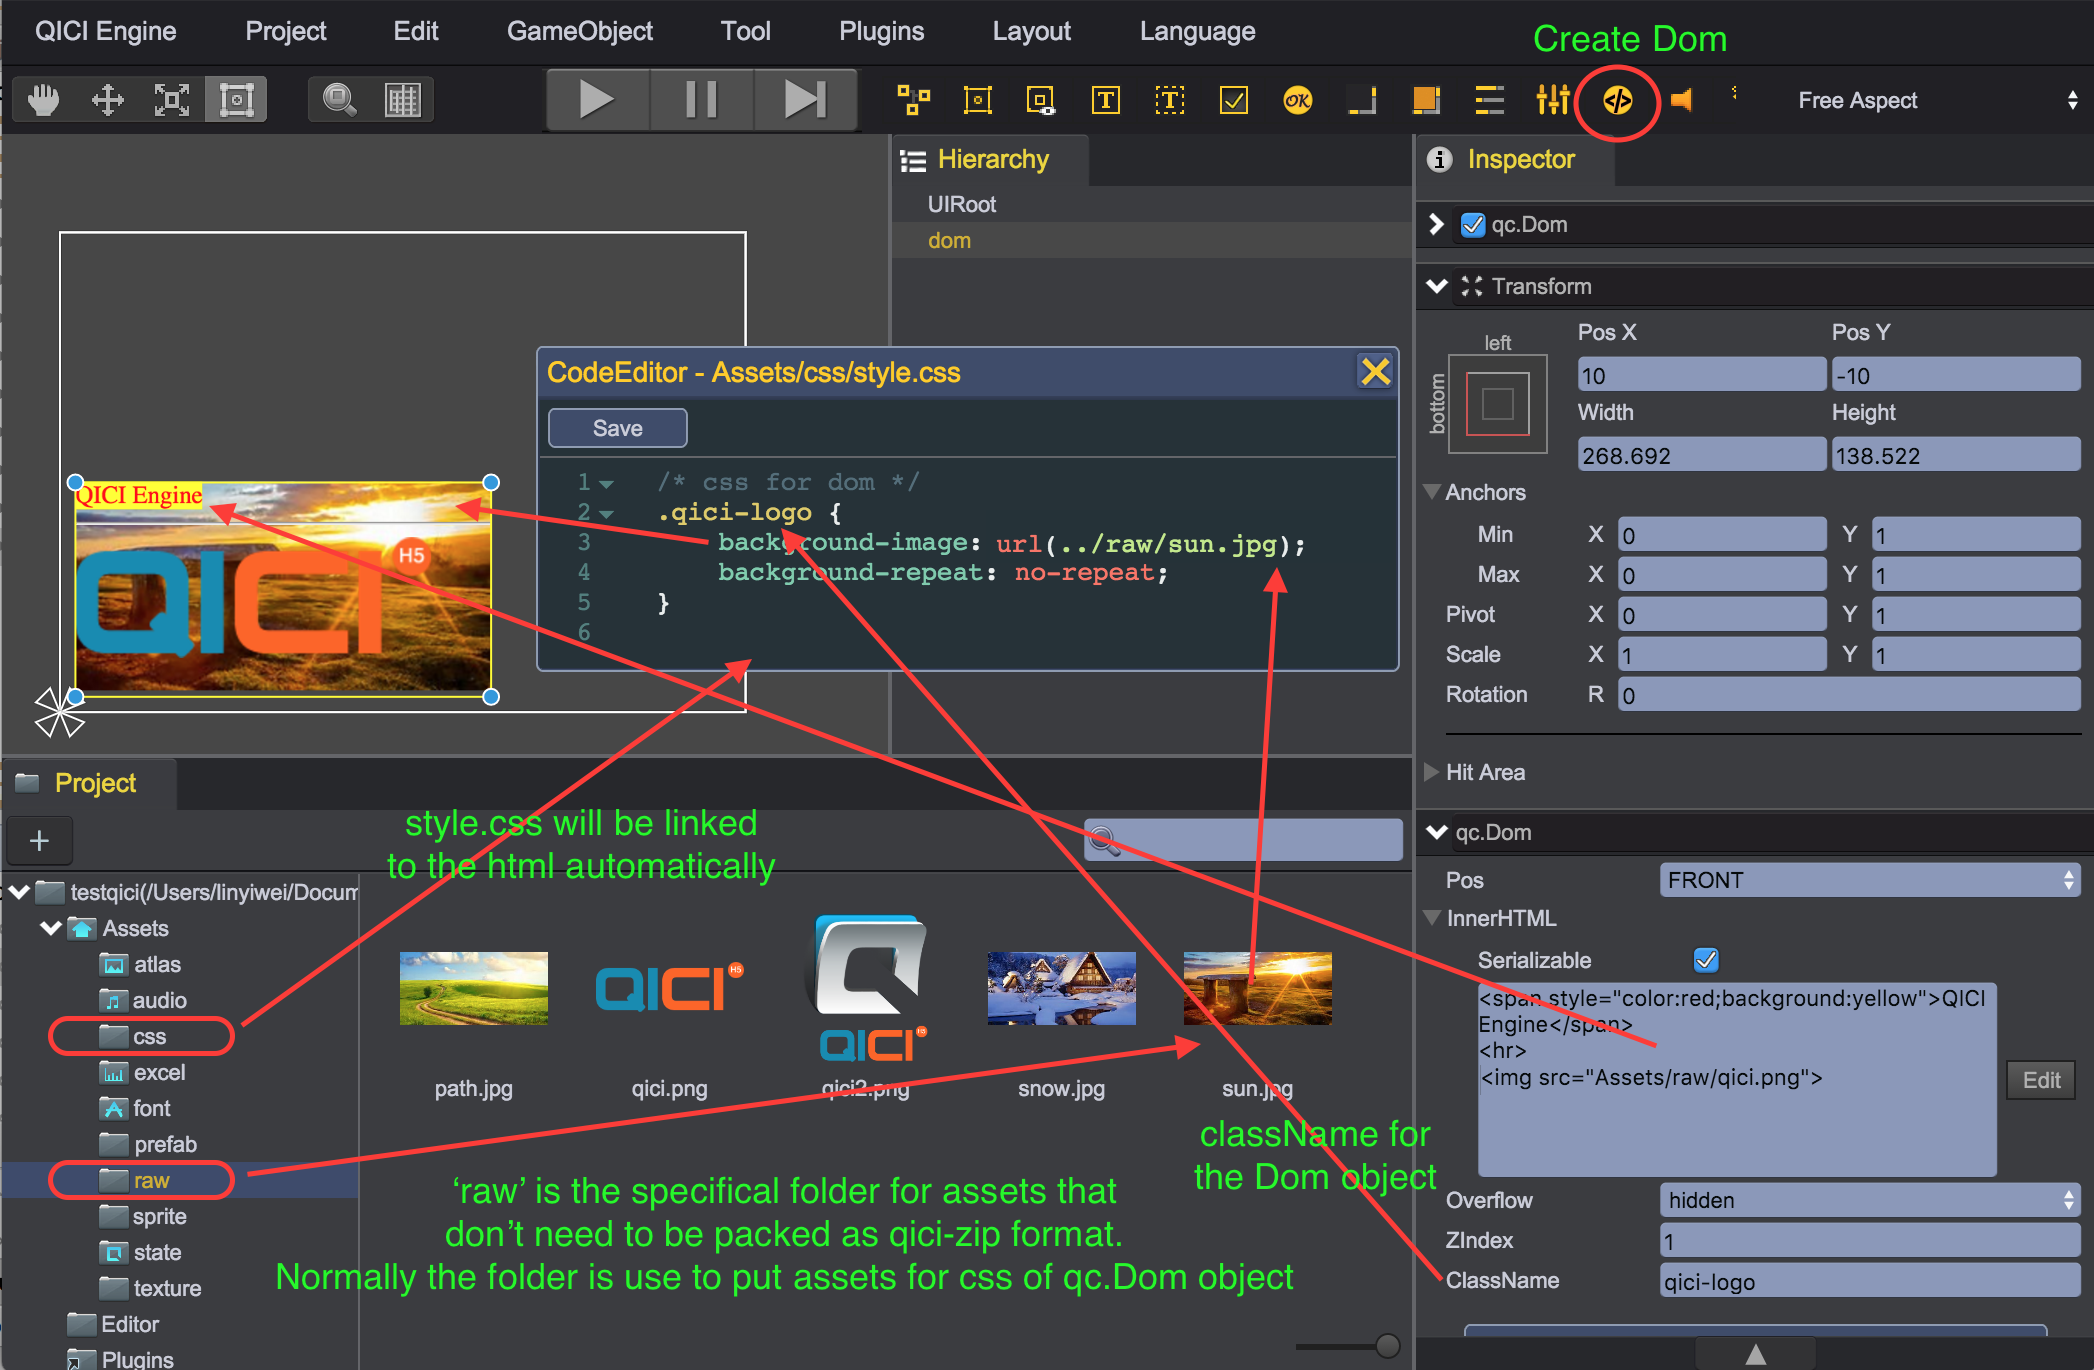 QICI Engine Project Edit GameObject Tool Plugins Layout Language
Create Dom
T T OK </> Free Aspect
Hierarchy
UIRoot
dom
Inspector
qc.Dom
Transform
left
bottom
Pos X Pos Y
10 -10
Width Height
268.692 138.522
Anchors
Min X 0 Y 1
Max X 0 Y 1
Pivot X 0 Y 1
Scale X 1 Y 1
Rotation R 0
Hit Area
qc.Dom
Pos FRONT
InnerHTML
Serializable
<span style="color:red;background:yellow">QICI
Engine</span>
<hr>
<img src="Assets/raw/qici.png">
Edit
Overflow hidden
ZIndex 1
ClassName qici-logo
QICI Engine
QICI H5
CodeEditor - Assets/css/style.css
Save
1 /* css for dom */
2 .qici-logo {
3 background-image: url(../raw/sun.jpg);
4 background-repeat: no-repeat;
5 }
6
Project
+
style.css will be linked
to the html automatically
testqici(/Users/linyiwei/Docum
Assets
atlas
audio
css
excel
font
prefab
raw
sprite
state
texture
Editor
Plugins
QICI H5
QICI H5
path.jpg qici.png qici2.png snow.jpg sun.jpg
className for
the Dom object
‘raw’ is the specifical folder for assets that
don’t need to be packed as qici-zip format.
Normally the folder is use to put assets for css of qc.Dom object